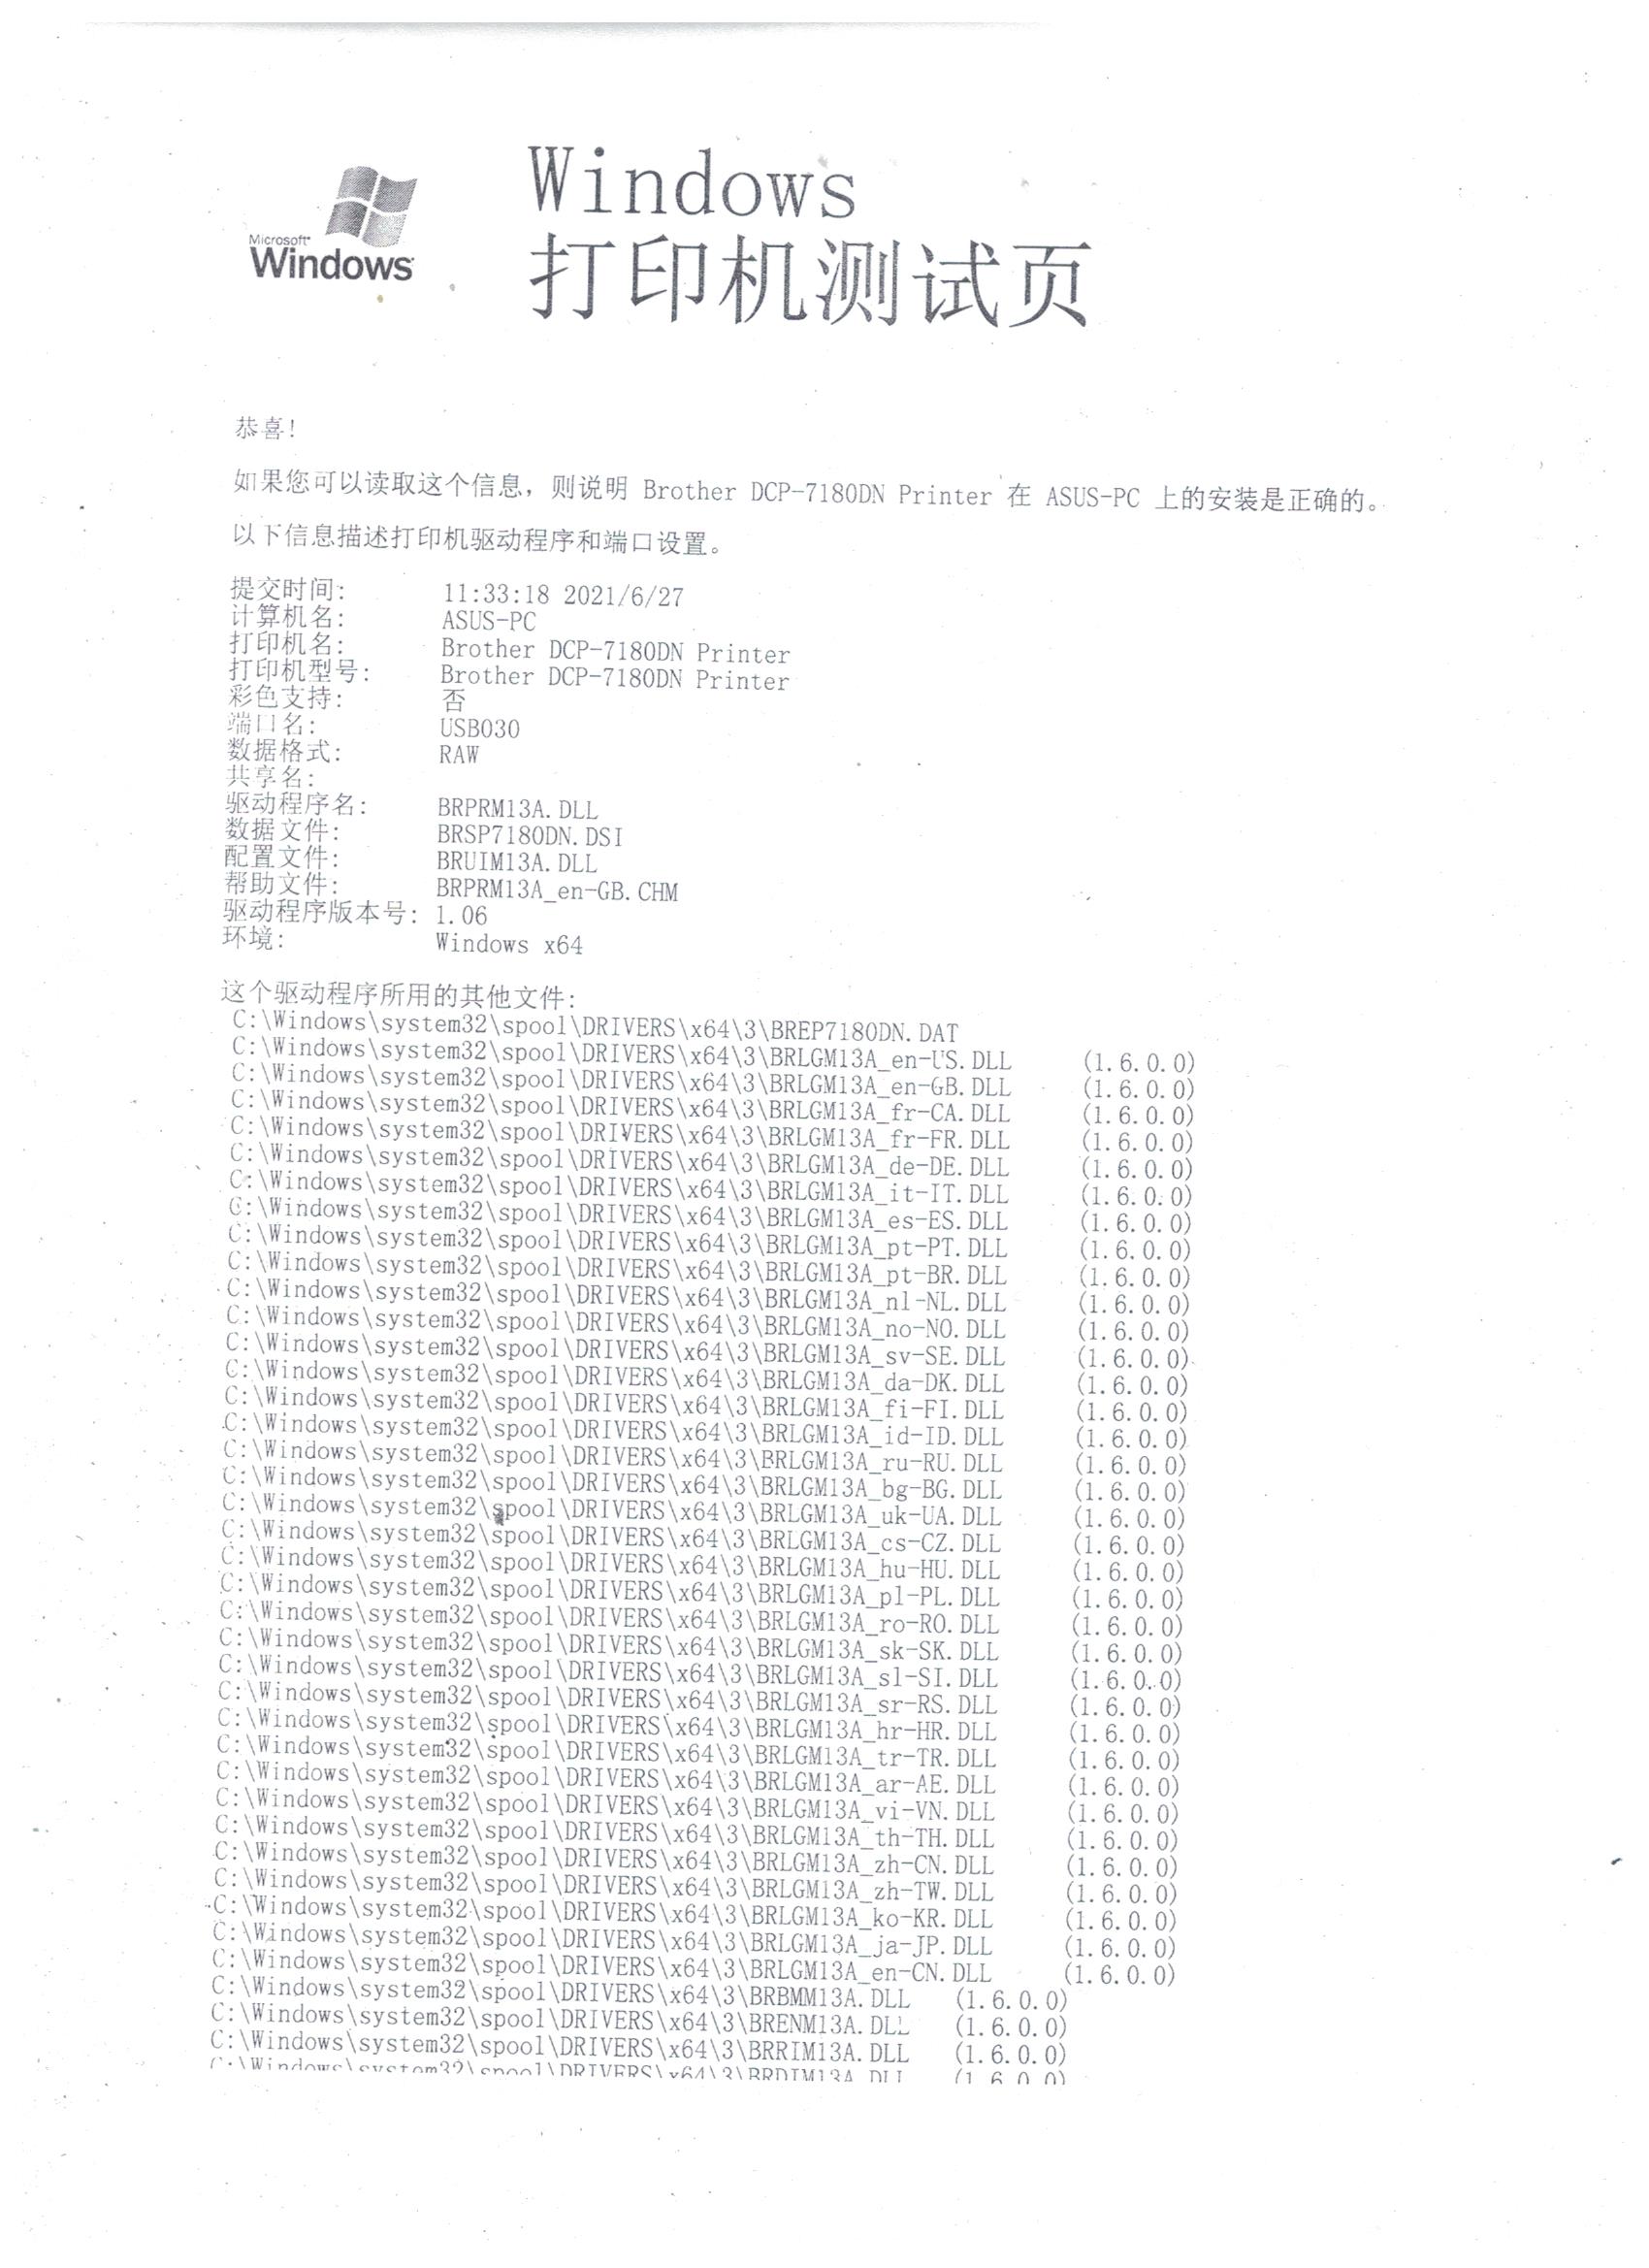 Microsoft
Windows
Windows
打印机测试页
恭喜!
如果您可以读取这个信息，则说明 Brother DCP-7180DN Printer 在 ASUS-PC 上的安装是正确的。
以下信息描述打印机驱动程序和端口设置。
提交时间: 11:33:18 2021/6/27
计算机名: ASUS-PC
打印机名: Brother DCP-7180DN Printer
打印机型号: Brother DCP-7180DN Printer
彩色支持: 否
端口名: USB030
数据格式: RAW
共享名:
驱动程序名: BRPRM13A.DLL
数据文件: BRSP7180DN.DSI
配置文件: BRUIM13A.DLL
帮助文件: BRPRM13A_en-GB.CHM
驱动程序版本号: 1.06
环境: Windows x64
这个驱动程序所用的其他文件:
C:\Windows\system32\spool\DRIVERS\x64\3\BREP7180DN.DAT
C:\Windows\system32\spool\DRIVERS\x64\3\BRLGM13A_en-US.DLL (1.6.0.0)
C:\Windows\system32\spool\DRIVERS\x64\3\BRLGM13A_en-GB.DLL (1.6.0.0)
C:\Windows\system32\spool\DRIVERS\x64\3\BRLGM13A_fr-CA.DLL (1.6.0.0)
C:\Windows\system32\spool\DRIVERS\x64\3\BRLGM13A_fr-FR.DLL (1.6.0.0)
C:\Windows\system32\spool\DRIVERS\x64\3\BRLGM13A_de-DE.DLL (1.6.0.0)
C:\Windows\system32\spool\DRIVERS\x64\3\BRLGM13A_it-IT.DLL (1.6.0.0)
C:\Windows\system32\spool\DRIVERS\x64\3\BRLGM13A_es-ES.DLL (1.6.0.0)
C:\Windows\system32\spool\DRIVERS\x64\3\BRLGM13A_pt-PT.DLL (1.6.0.0)
C:\Windows\system32\spool\DRIVERS\x64\3\BRLGM13A_pt-BR.DLL (1.6.0.0)
C:\Windows\system32\spool\DRIVERS\x64\3\BRLGM13A_nl-NL.DLL (1.6.0.0)
C:\Windows\system32\spool\DRIVERS\x64\3\BRLGM13A_no-NO.DLL (1.6.0.0)
C:\Windows\system32\spool\DRIVERS\x64\3\BRLGM13A_sv-SE.DLL (1.6.0.0)
C:\Windows\system32\spool\DRIVERS\x64\3\BRLGM13A_da-DK.DLL (1.6.0.0)
C:\Windows\system32\spool\DRIVERS\x64\3\BRLGM13A_fi-FI.DLL (1.6.0.0)
C:\Windows\system32\spool\DRIVERS\x64\3\BRLGM13A_id-ID.DLL (1.6.0.0)
C:\Windows\system32\spool\DRIVERS\x64\3\BRLGM13A_ru-RU.DLL (1.6.0.0)
C:\Windows\system32\spool\DRIVERS\x64\3\BRLGM13A_bg-BG.DLL (1.6.0.0)
C:\Windows\system32\spool\DRIVERS\x64\3\BRLGM13A_uk-UA.DLL (1.6.0.0)
C:\Windows\system32\spool\DRIVERS\x64\3\BRLGM13A_cs-CZ.DLL (1.6.0.0)
C:\Windows\system32\spool\DRIVERS\x64\3\BRLGM13A_hu-HU.DLL (1.6.0.0)
C:\Windows\system32\spool\DRIVERS\x64\3\BRLGM13A_pl-PL.DLL (1.6.0.0)
C:\Windows\system32\spool\DRIVERS\x64\3\BRLGM13A_ro-RO.DLL (1.6.0.0)
C:\Windows\system32\spool\DRIVERS\x64\3\BRLGM13A_sk-SK.DLL (1.6.0.0)
C:\Windows\system32\spool\DRIVERS\x64\3\BRLGM13A_sl-SI.DLL (1.6.0.0)
C:\Windows\system32\spool\DRIVERS\x64\3\BRLGM13A_sr-RS.DLL (1.6.0.0)
C:\Windows\system32\spool\DRIVERS\x64\3\BRLGM13A_hr-HR.DLL (1.6.0.0)
C:\Windows\system32\spool\DRIVERS\x64\3\BRLGM13A_tr-TR.DLL (1.6.0.0)
C:\Windows\system32\spool\DRIVERS\x64\3\BRLGM13A_ar-AE.DLL (1.6.0.0)
C:\Windows\system32\spool\DRIVERS\x64\3\BRLGM13A_vi-VN.DLL (1.6.0.0)
C:\Windows\system32\spool\DRIVERS\x64\3\BRLGM13A_th-TH.DLL (1.6.0.0)
C:\Windows\system32\spool\DRIVERS\x64\3\BRLGM13A_zh-CN.DLL (1.6.0.0)
C:\Windows\system32\spool\DRIVERS\x64\3\BRLGM13A_zh-TW.DLL (1.6.0.0)
C:\Windows\system32\spool\DRIVERS\x64\3\BRLGM13A_ko-KR.DLL (1.6.0.0)
C:\Windows\system32\spool\DRIVERS\x64\3\BRLGM13A_ja-JP.DLL (1.6.0.0)
C:\Windows\system32\spool\DRIVERS\x64\3\BRLGM13A_en-CN.DLL (1.6.0.0)
C:\Windows\system32\spool\DRIVERS\x64\3\BRBMM13A.DLL (1.6.0.0)
C:\Windows\system32\spool\DRIVERS\x64\3\BRENM13A.DLL (1.6.0.0)
C:\Windows\system32\spool\DRIVERS\x64\3\BRRIM13A.DLL (1.6.0.0)
C:\Windows\system32\spool\DRIVERS\x64\3\BRDIM13A.DLL (1.6.0.0)